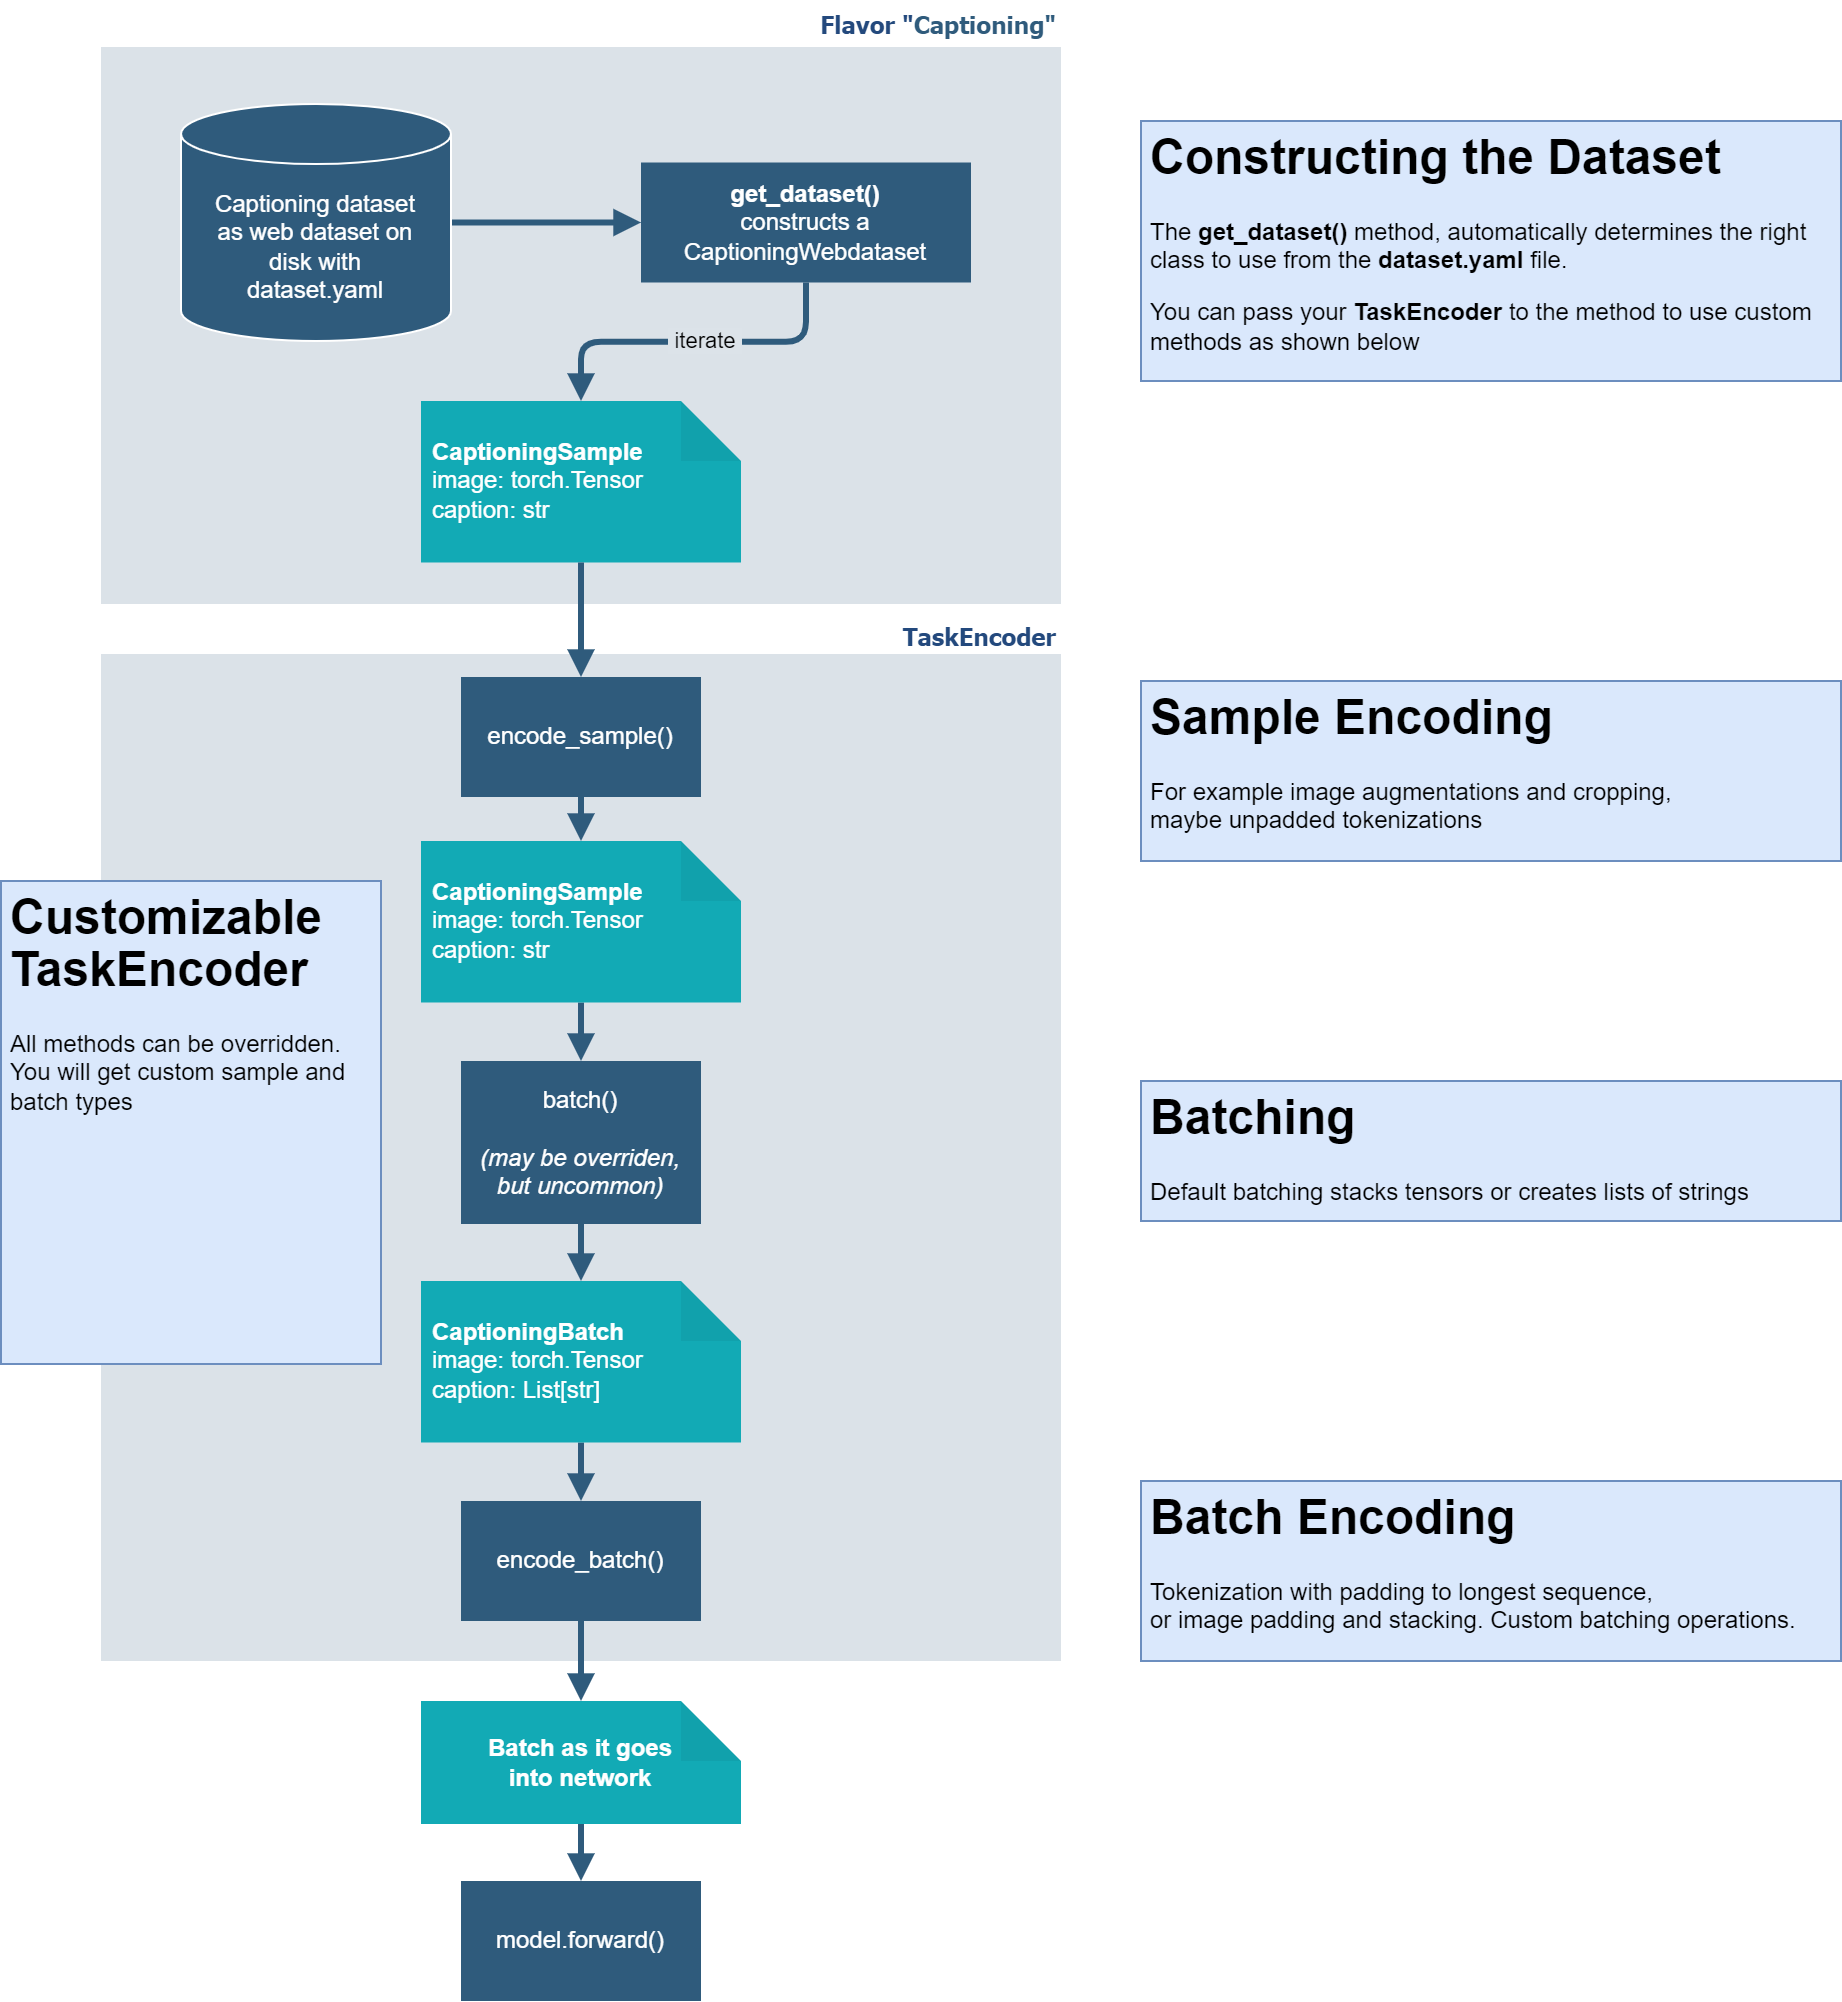 Flavor "Captioning"
Captioning dataset
as web dataset on
disk with
dataset.yaml
get_dataset()
constructs a
CaptioningWebdataset
iterate
CaptioningSample
image: torch.Tensor
caption: str
Constructing the Dataset
The get_dataset() method, automatically determines the right
class to use from the dataset.yaml file.
You can pass your TaskEncoder to the method to use custom
methods as shown below
TaskEncoder
encode_sample()
Sample Encoding
For example image augmentations and cropping,
maybe unpadded tokenizations
CaptioningSample
image: torch.Tensor
caption: str
Customizable
TaskEncoder
All methods can be overridden.
You will get custom sample and
batch types
batch()
(may be overriden,
but uncommon)
Batching
Default batching stacks tensors or creates lists of strings
CaptioningBatch
image: torch.Tensor
caption: List[str]
encode_batch()
Batch Encoding
Tokenization with padding to longest sequence,
or image padding and stacking. Custom batching operations.
Batch as it goes
into network
model.forward()